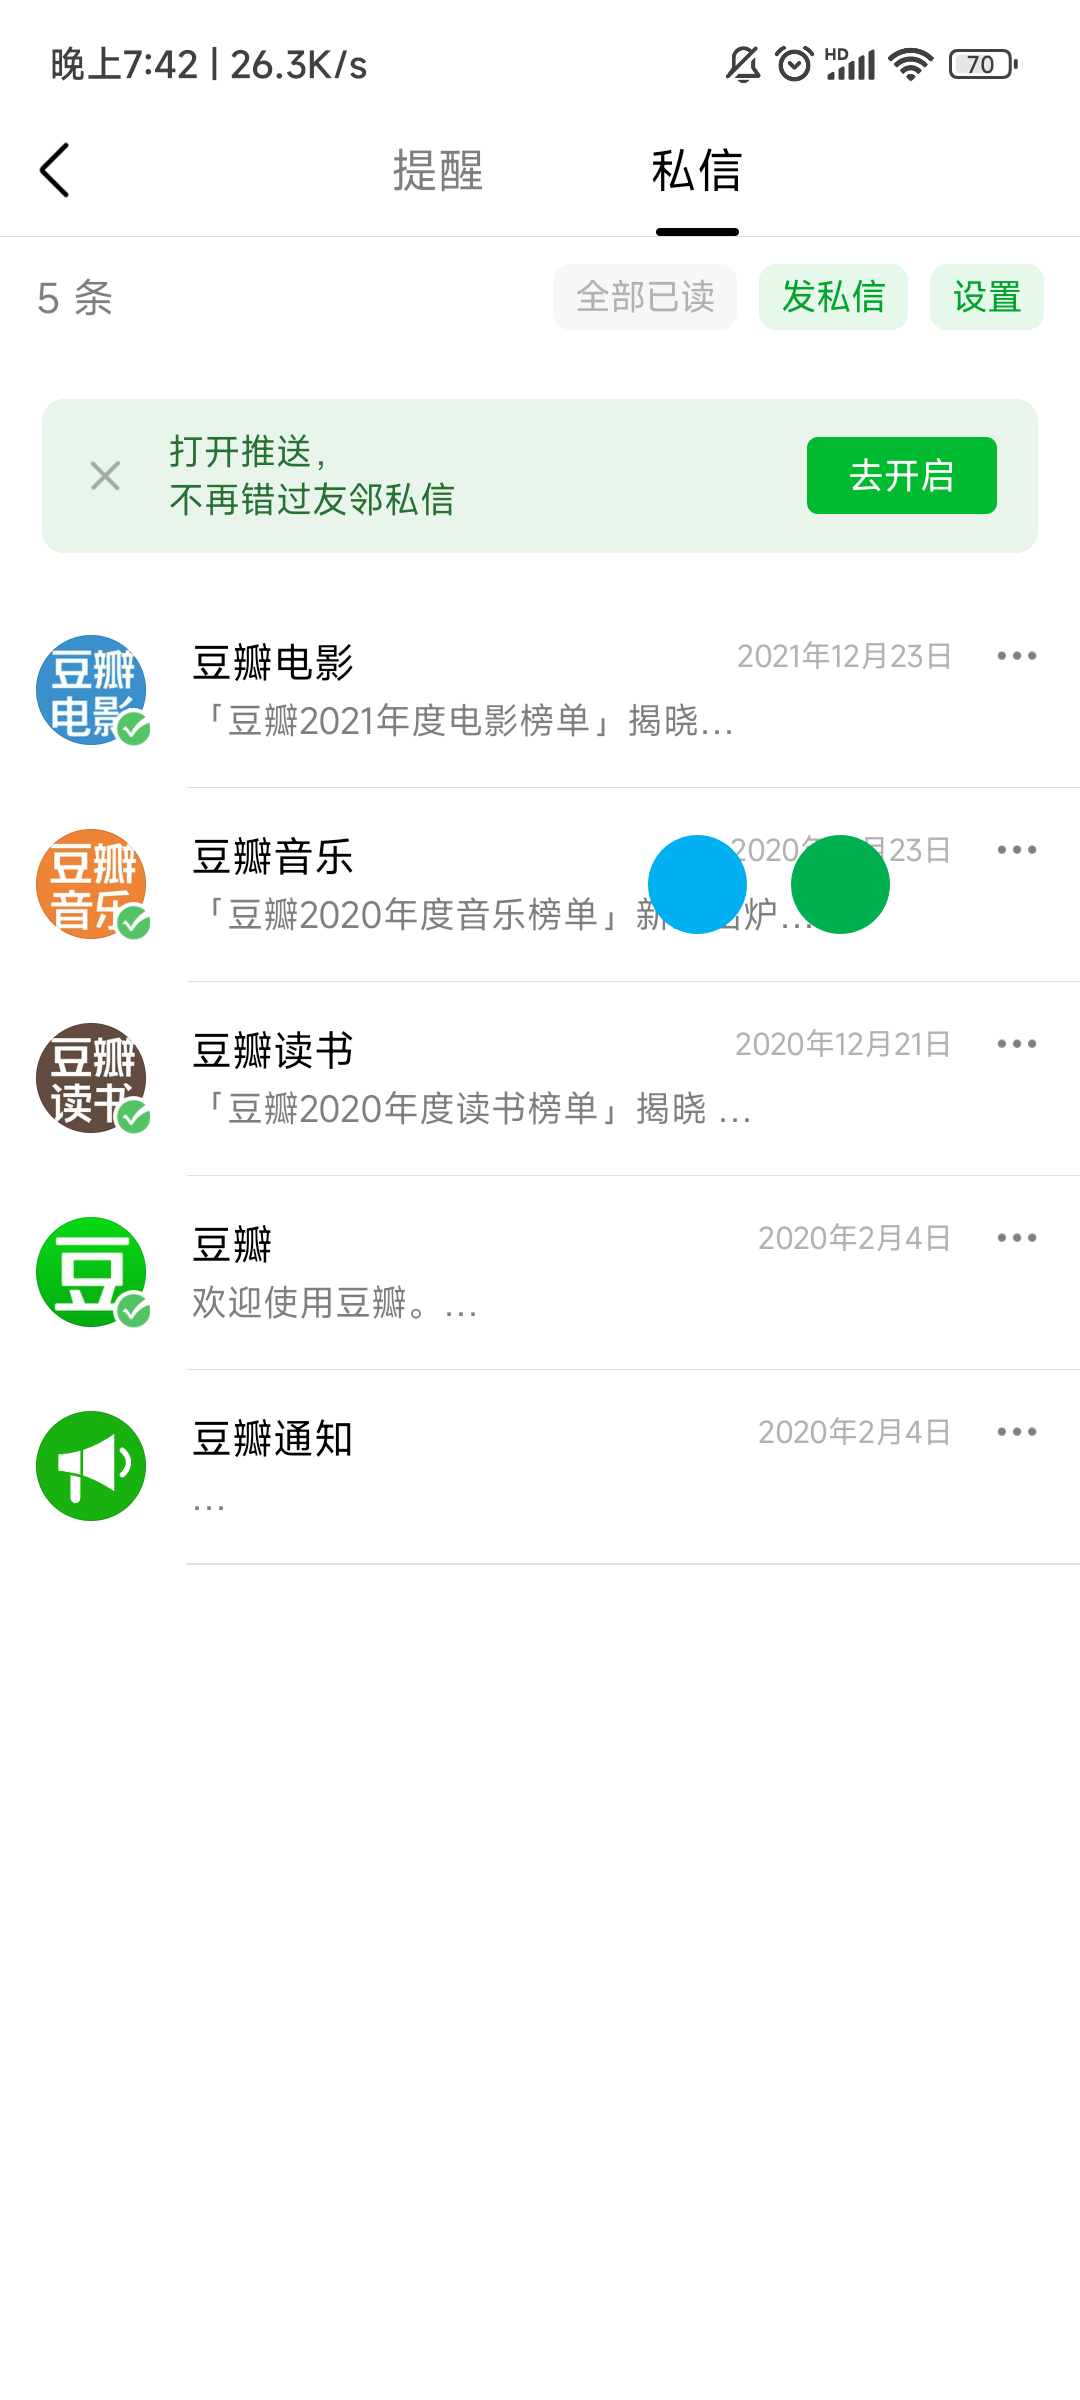 晚上7:42 | 26.3K/s
HD
70
提醒
私信
5 条
全部已读
发私信
设置
打开推送，
不再错过友邻私信
去开启
豆瓣
电影
豆瓣电影
2021年12月23日
「豆瓣2021年度电影榜单」揭晓...
豆瓣
音乐
豆瓣音乐
2020 月23日
「豆瓣2020年度音乐榜单」新 炉...
豆瓣
读书
豆瓣读书
2020年12月21日
「豆瓣2020年度读书榜单」揭晓 ...
豆
豆瓣
2020年2月4日
欢迎使用豆瓣。...
豆瓣通知
2020年2月4日
...